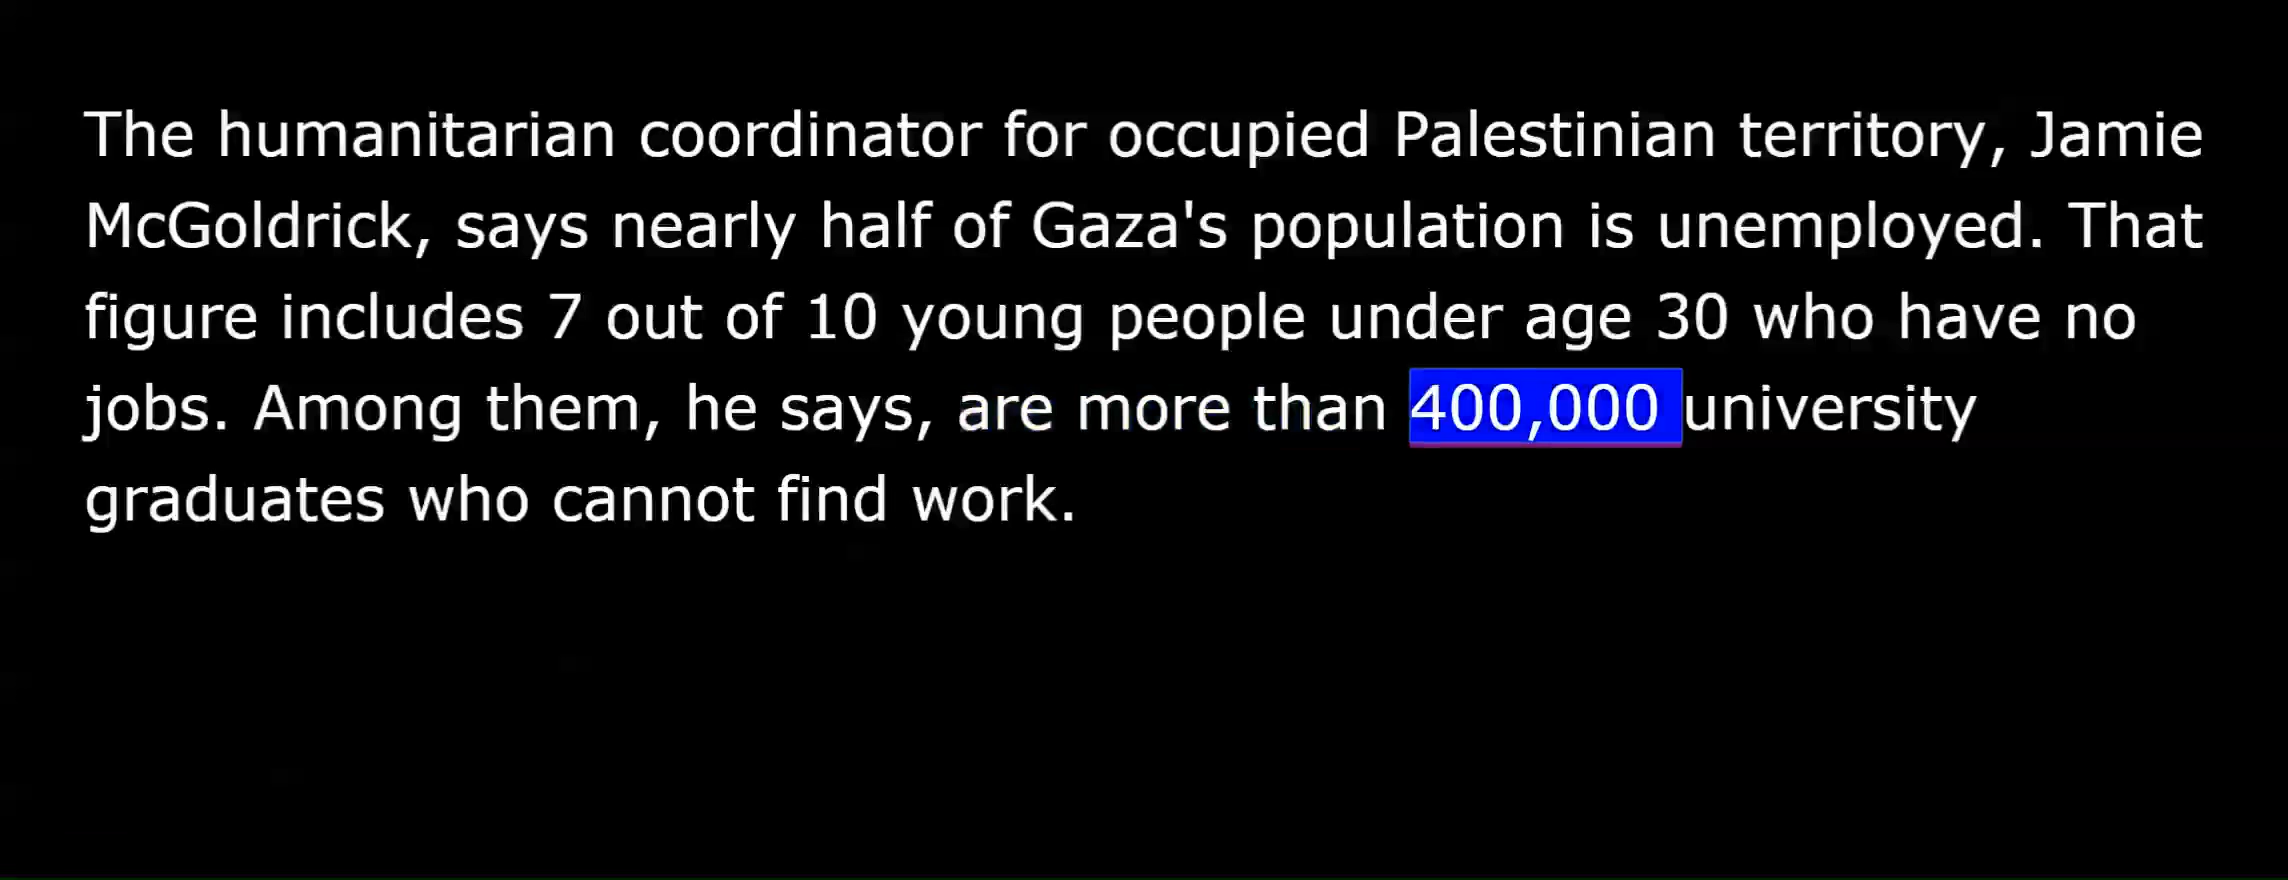 The humanitarian coordinator for occupied Palestinian territory, Jamie
McGoldrick, says nearly half of Gaza's population is unemployed. That
figure includes 7 out of 10 young people under age 30 who have no
jobs. Among them, he says, are more than 400,000 university
graduates who cannot find work.